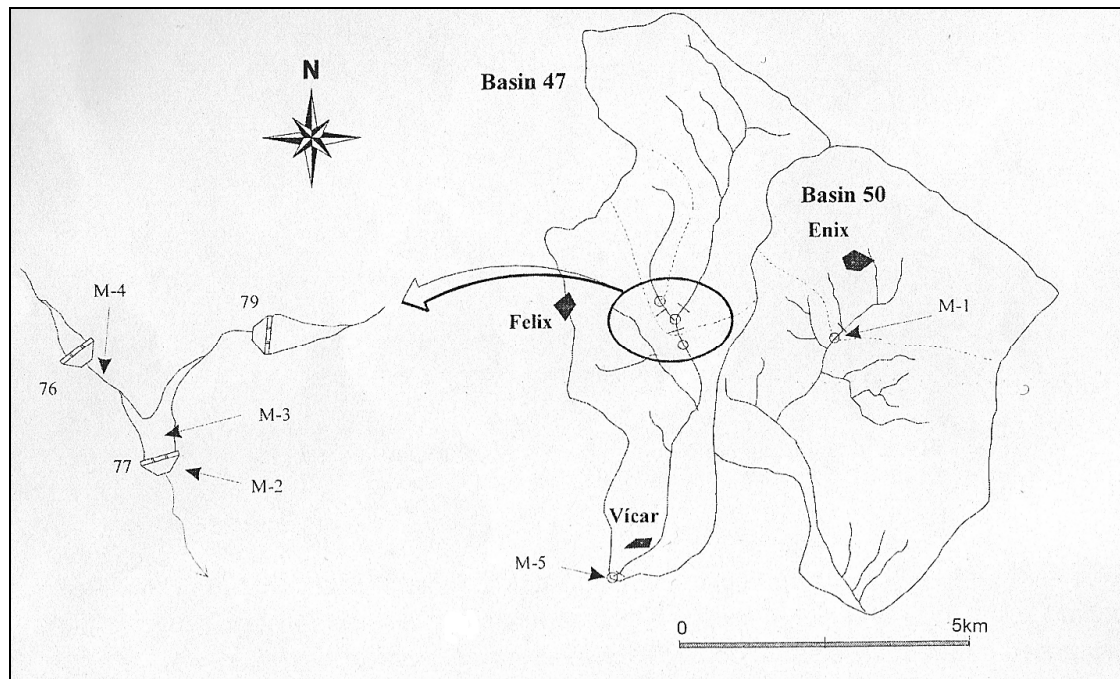 N
Basin 47
Basin 50
Enix
M-4
79
M-1
Felix
76
M-3
77
M-2
Vícar
M-5
0
5km